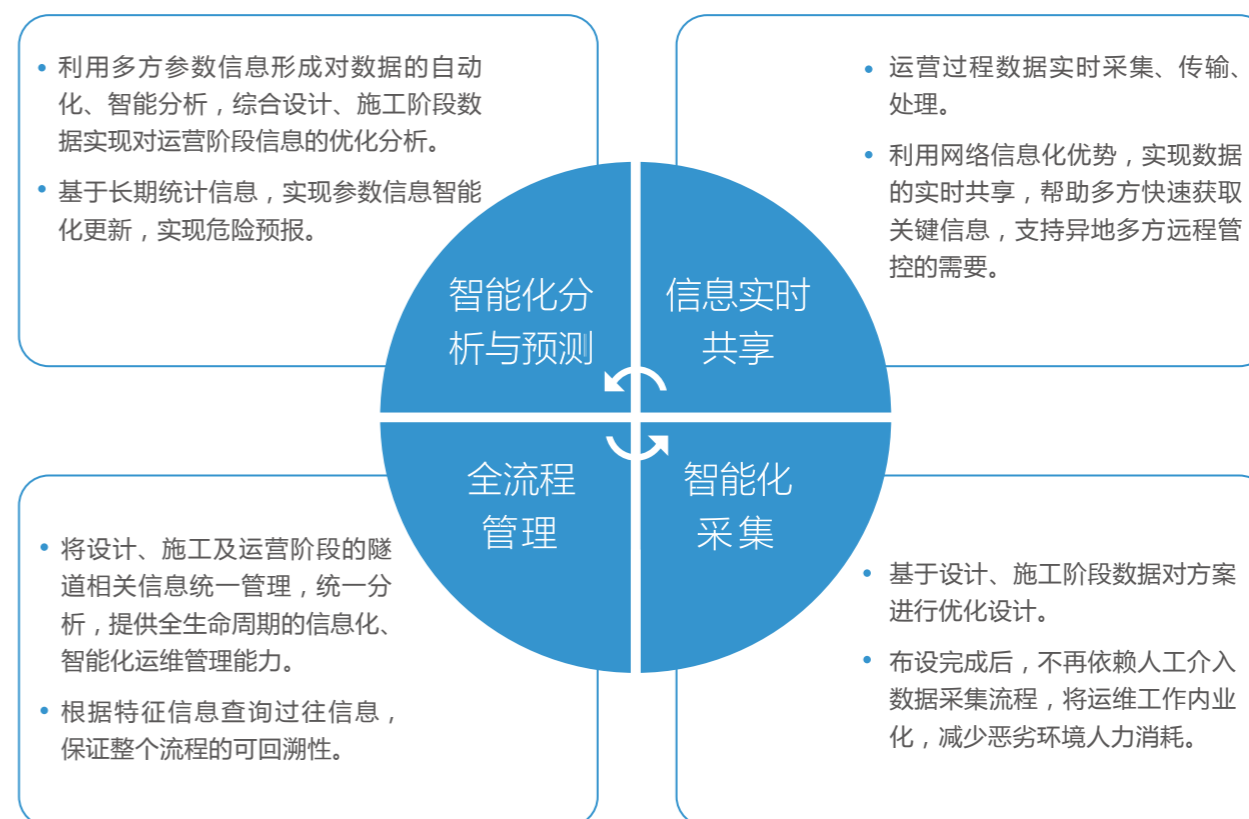 • 利用多方参数信息形成对数据的自动
化、智能分析，综合设计、施工阶段数
据实现对运营阶段信息的优化分析。
• 基于长期统计信息，实现参数信息智能
化更新，实现危险预报。
• 运营过程数据实时采集、传输、
处理。
• 利用网络信息化优势，实现数据
的实时共享，帮助多方快速获取
关键信息，支持异地多方远程管
控的需要。
智能化分
析与预测
信息实时
共享
全流程
管理
智能化
采集
• 将设计、施工及运营阶段的隧
道相关信息统一管理，统一分
析，提供全生命周期的信息化、
智能化运维管理能力。
• 根据特征信息查询过往信息，
保证整个流程的可回溯性。
• 基于设计、施工阶段数据对方案
进行优化设计。
• 布设完成后，不再依赖人工介入
数据采集流程，将运维工作内业
化，减少恶劣环境人力消耗。